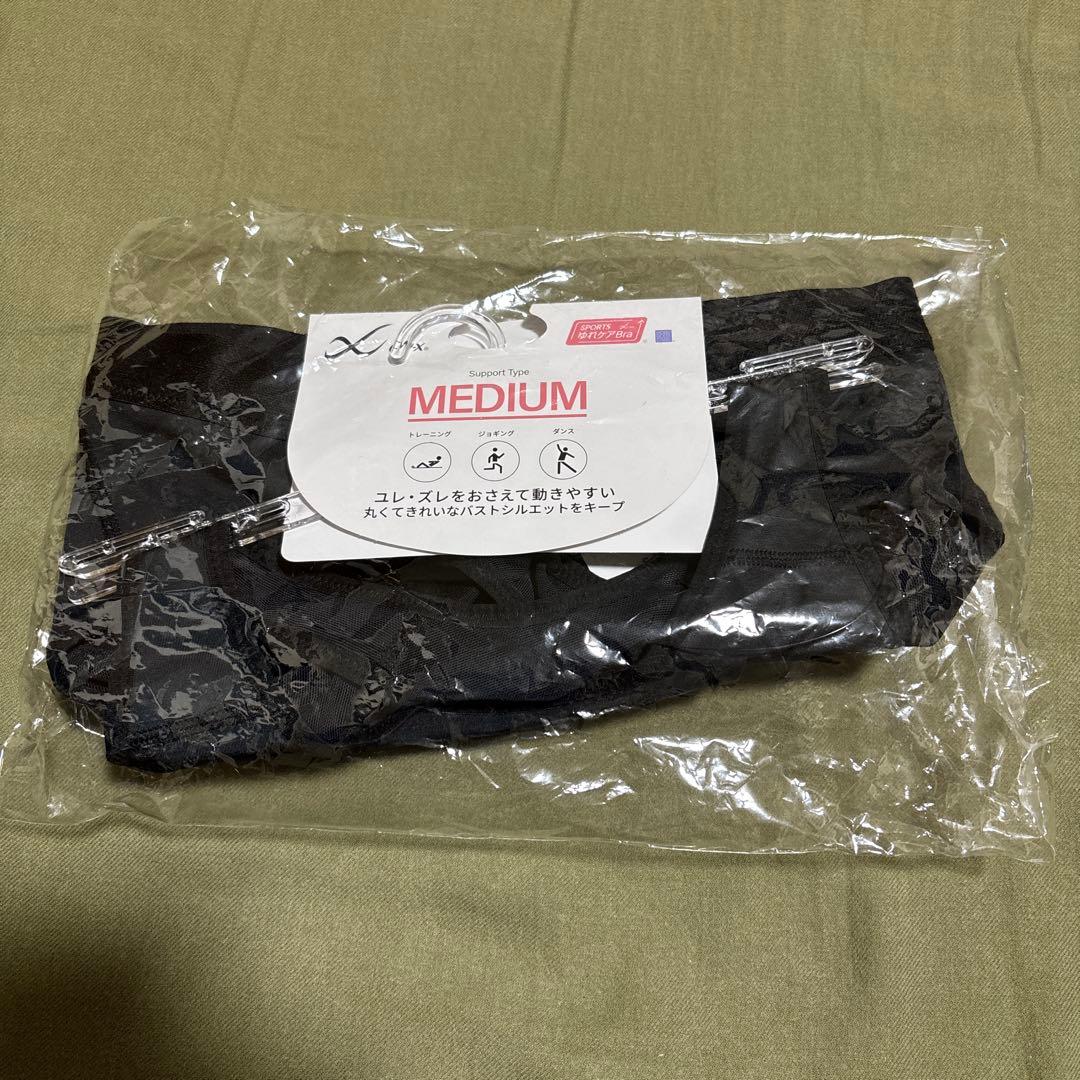 CW-X®
SPORTS
ゆれケアBra
Support Type
MEDIUM
トレーニング ジョギング ダンス
ユレ・ズレをおさえて動きやすい
丸くてきれいなバストシルエットをキープ